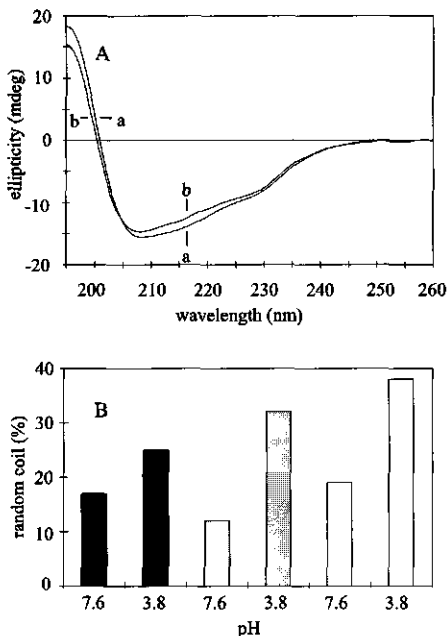 20
A
10
b
a
0
b
-10
a
-20
ellipticity (mdeg)
200 210 220 230 240 250 260
wavelength (nm)
40
B
30
20
10
0
random coil (%)
7.6 3.8 7.6 3.8 7.6 3.8
pH